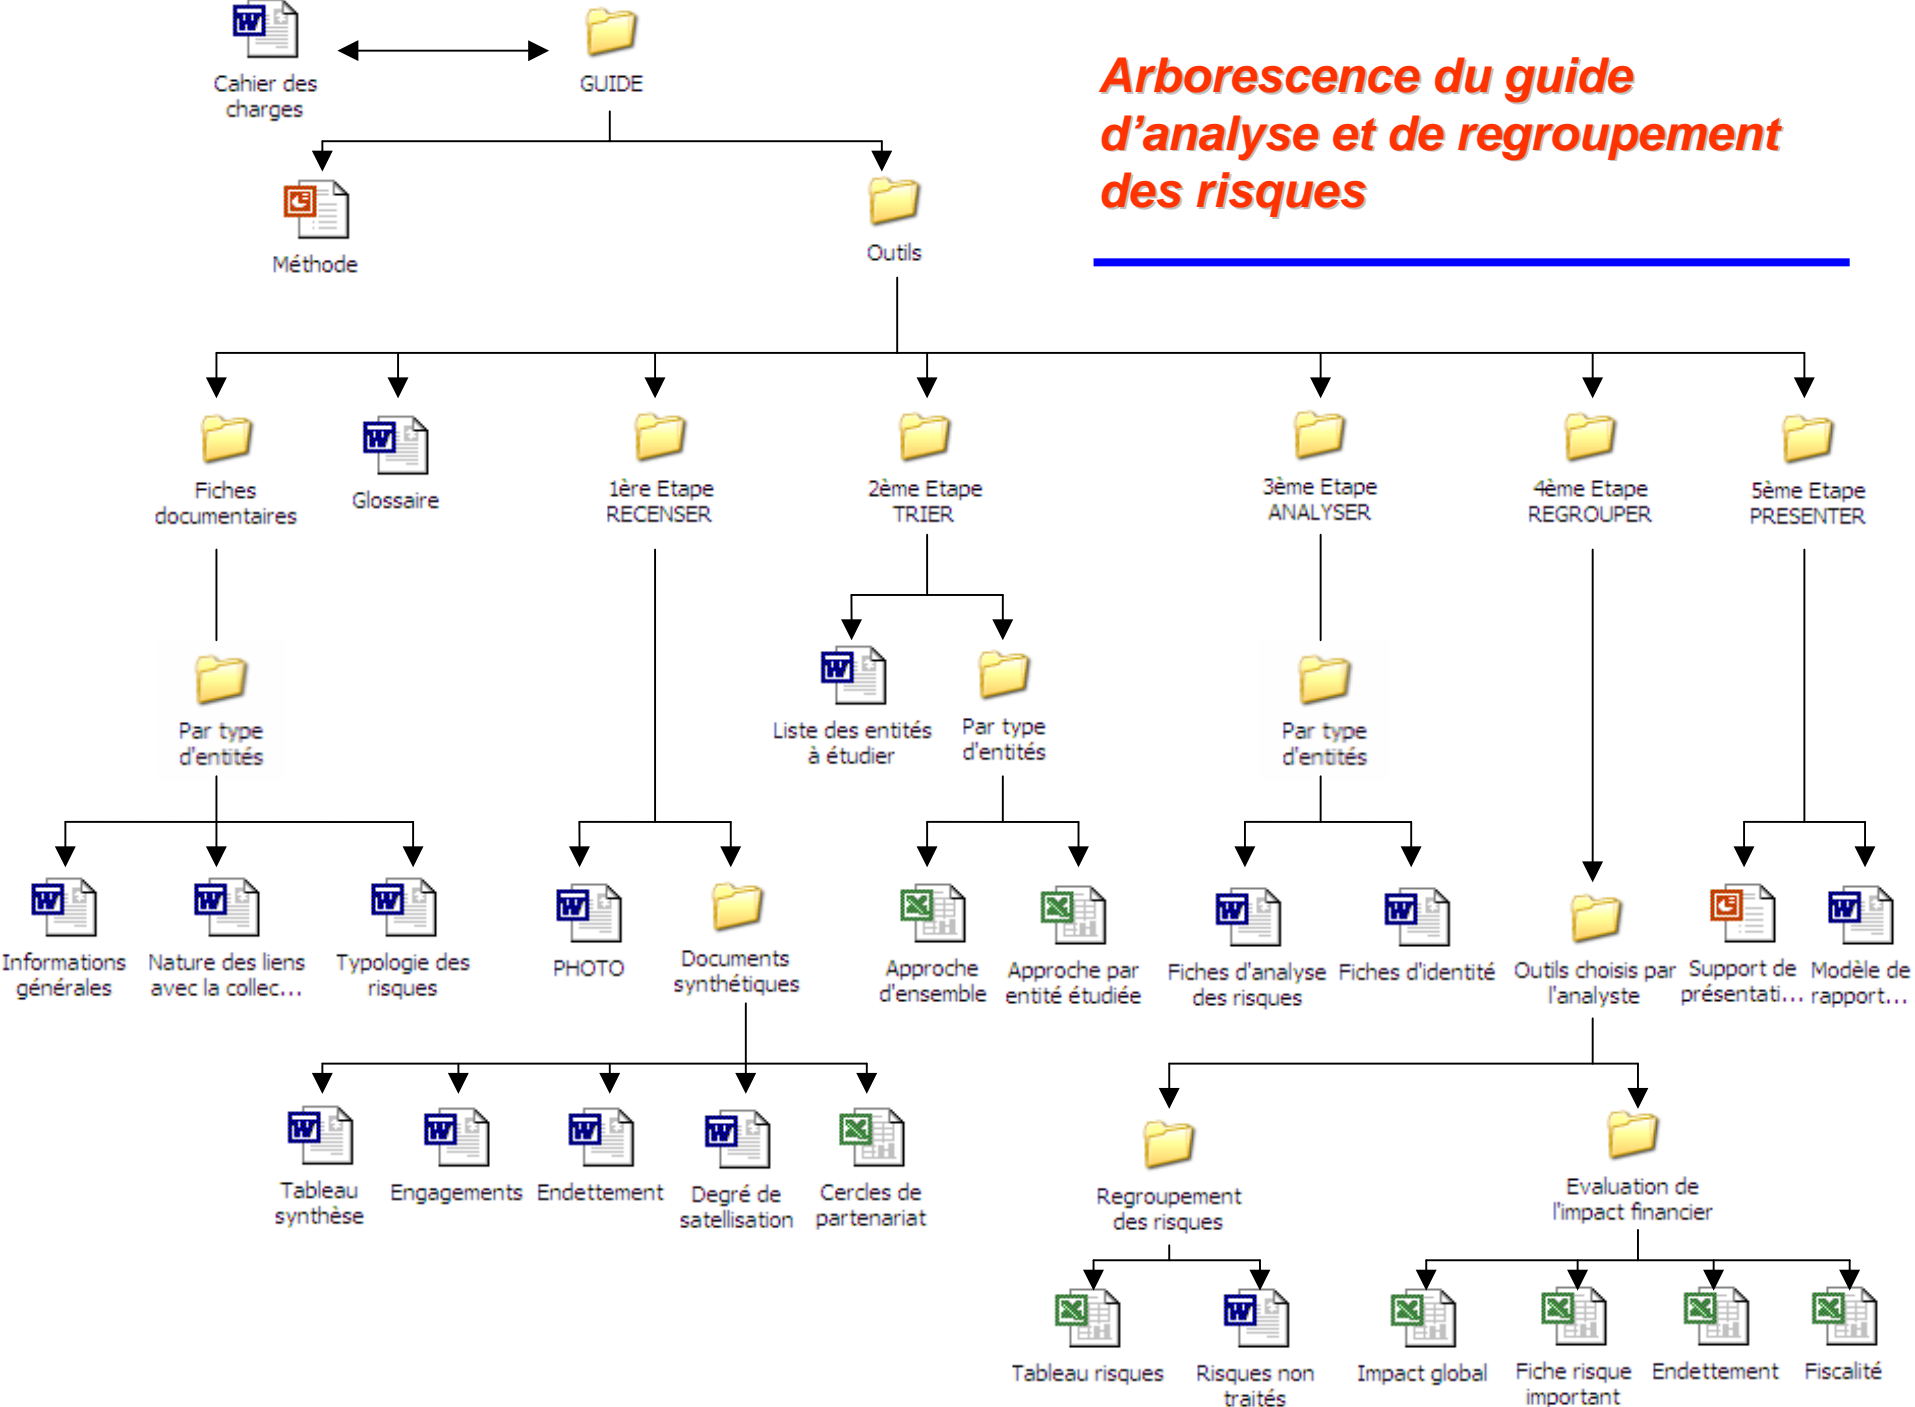 Cahier des
charges
GUIDE
Arborescence du guide
d'analyse et de regroupement
des risques
Méthode
Outils
Fiches
documentaires
Glossaire
1ère Etape
RECENSER
2ème Etape
TRIER
3ème Etape
ANALYSER
4ème Etape
REGROUPER
5ème Etape
PRESENTER
Par type
d'entités
Liste des entités
à étudier
Par type
d'entités
Par type
d'entités
Informations
générales
Nature des liens
avec la collec...
Typologie des
risques
PHOTO
Documents
synthétiques
Approche
d'ensemble
Approche par
entité étudiée
Fiches d'analyse
des risques
Fiches d'identité
Outils choisis par
l'analyste
Support de
présentati...
Modèle de
rapport...
Tableau
synthèse
Engagements
Endettement
Degré de
satellisation
Cercles de
partenariat
Regroupement
des risques
Evaluation de
l'impact financier
Tableau risques
Risques non
traités
Impact global
Fiche risque
important
Endettement
Fiscalité